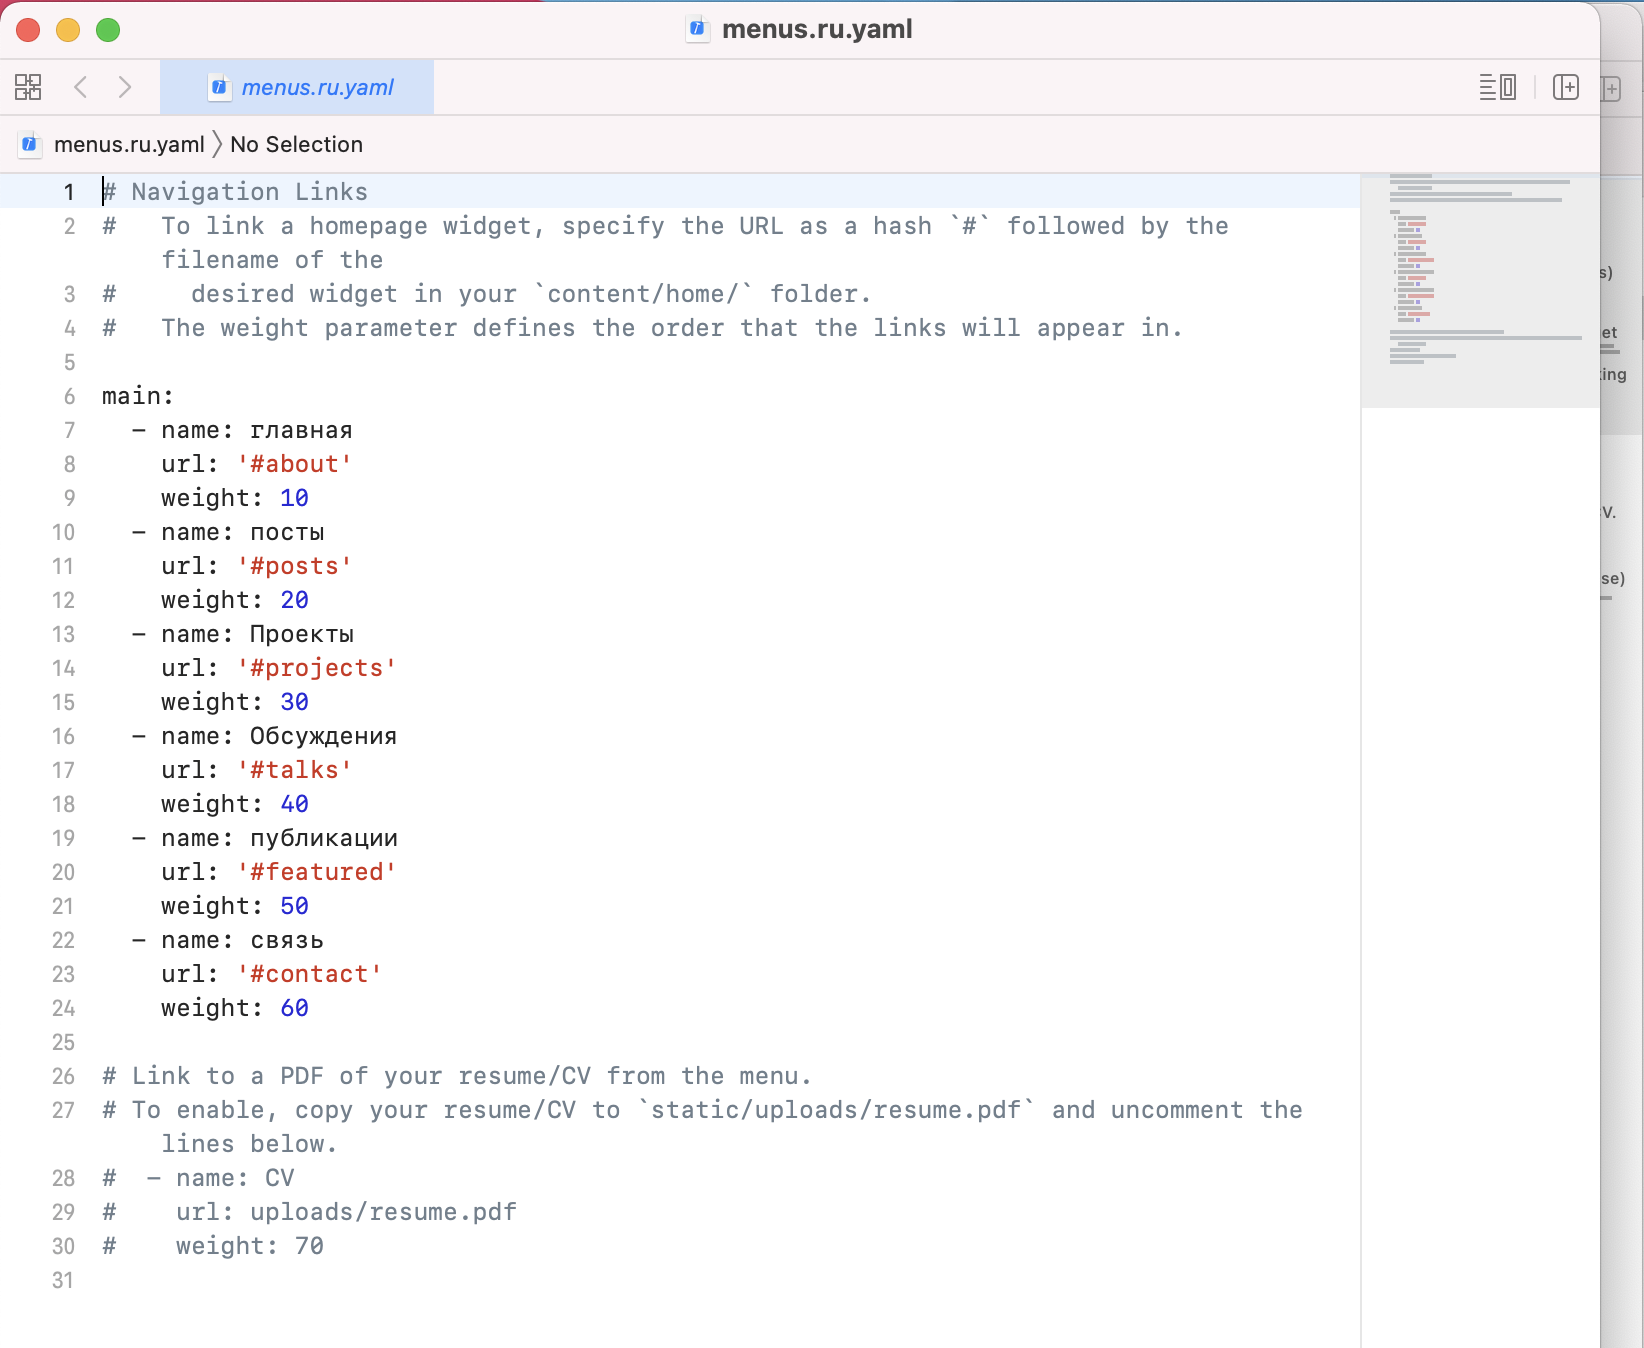 menus.ru.yaml
menus.ru.yaml
menus.ru.yaml 〉 No Selection
1 # Navigation Links
2 #   To link a homepage widget, specify the URL as a hash `#` followed by the
filename of the
3 #     desired widget in your `content/home/` folder.
4 #   The weight parameter defines the order that the links will appear in.
5
6 main:
7   - name: главная
8     url: '#about'
9     weight: 10
10   - name: посты
11     url: '#posts'
12     weight: 20
13   - name: Проекты
14     url: '#projects'
15     weight: 30
16   - name: Обсуждения
17     url: '#talks'
18     weight: 40
19   - name: публикации
20     url: '#featured'
21     weight: 50
22   - name: связь
23     url: '#contact'
24     weight: 60
25
26 # Link to a PDF of your resume/CV from the menu.
27 # To enable, copy your resume/CV to `static/uploads/resume.pdf` and uncomment the
lines below.
28 #  - name: CV
29 #    url: uploads/resume.pdf
30 #    weight: 70
31